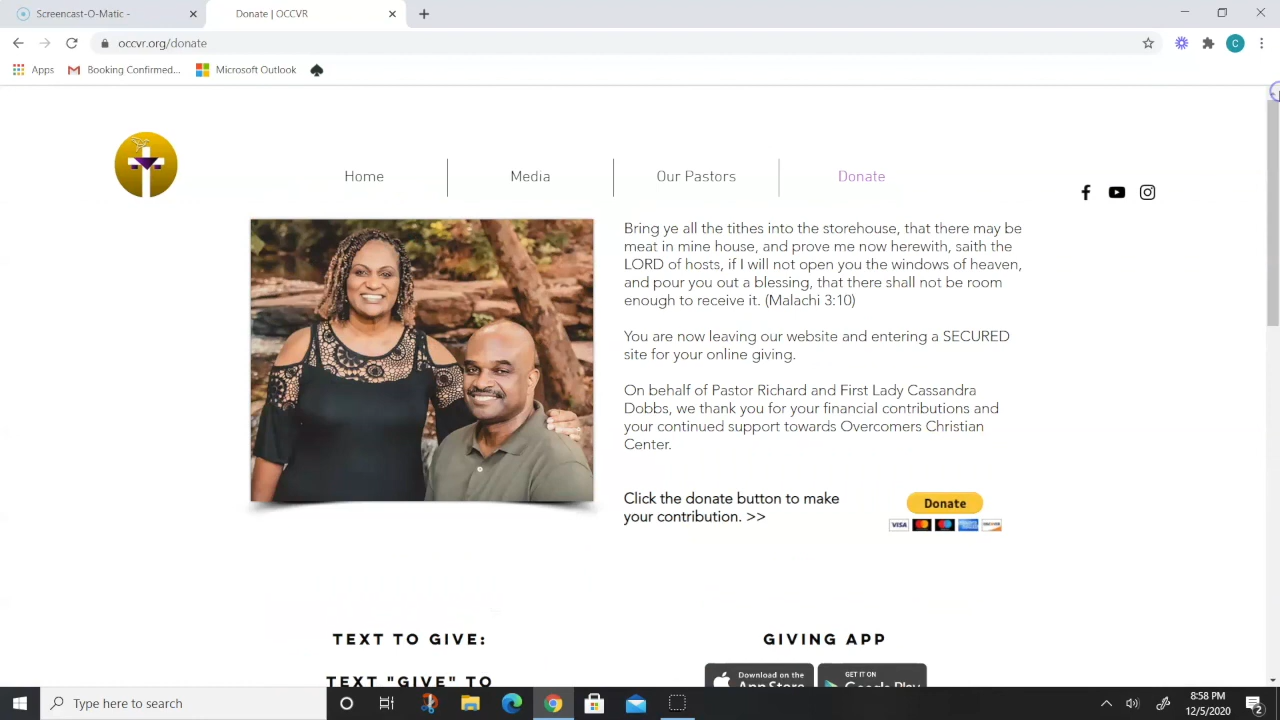 Screencast-O-Matic -
Donate | OCCVR
occvr.org/donate
C
Apps
Booking Confirmed...
Microsoft Outlook
Home
Media
Our Pastors
Donate
Bring ye all the tithes into the storehouse, that there may be
meat in mine house, and prove me now herewith, saith the
LORD of hosts, if I will not open you the windows of heaven,
and pour you out a blessing, that there shall not be room
enough to receive it. (Malachi 3:10)
You are now leaving our website and entering a SECURED
site for your online giving.
On behalf of Pastor Richard and First Lady Cassandra
Dobbs, we thank you for your financial contributions and
your continued support towards Overcomers Christian
Center.
Click the donate button to make
your contribution. >>
Donate
VISA
TEXT TO GIVE:
TEXT "GIVE" TO
GIVING APP
Download on the
App Store
GET IT ON
Google Play
Type here to search
8:58 PM
12/5/2020
2